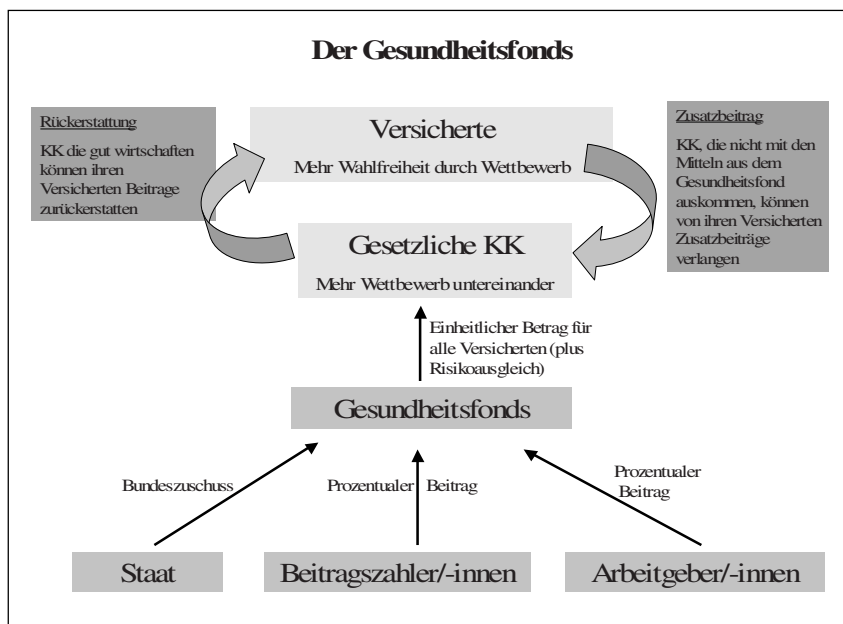 Der Gesundheitsfonds
Rückerstattung
KK die gut wirtschaften
können ihren
Versicherten Beitrage
zurückerstatten
Versicherte
Mehr Wahlfreiheit durch Wettbewerb
Zusatzbeitrag
KK, die nicht mit den
Mitteln aus dem
Gesundheitsfond
auskommen, können
von ihren Versicherten
Zusatzbeiträge
verlangen
Gesetzliche KK
Mehr Wettbewerb untereinander
Einheitlicher Betrag für
alle Versicherten (plus
Risikoausgleich)
Gesundheitsfonds
Bundeszuschuss
Prozentualer Beitrag
Prozentualer
Beitrag
Staat
Beitragszahler/-innen
Arbeitgeber/-innen